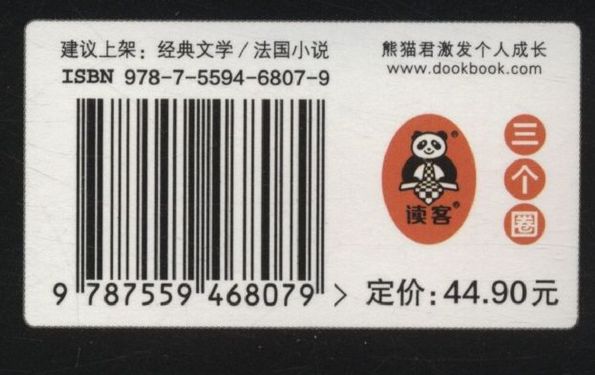 建议上架：经典文学/法国小说
ISBN 978-7-5594-6807-9
9 787559 468079 >
熊猫君激发个人成长
www.dookbook.com
读客®
三个圈
定价：44.90元